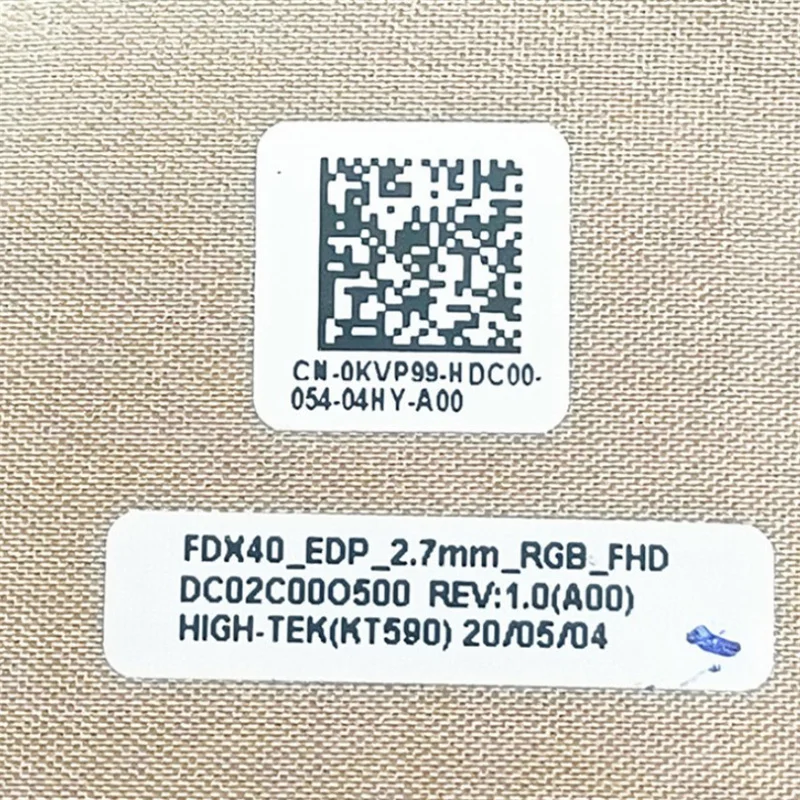 CN-0KVP99-HDC00-
054-04HY-A00
FDX40_EDP_2.7mm_RGB_FHD
DC02C00O500 REV:1.0(A00)
HIGH-TEK(KT590) 20/05/04